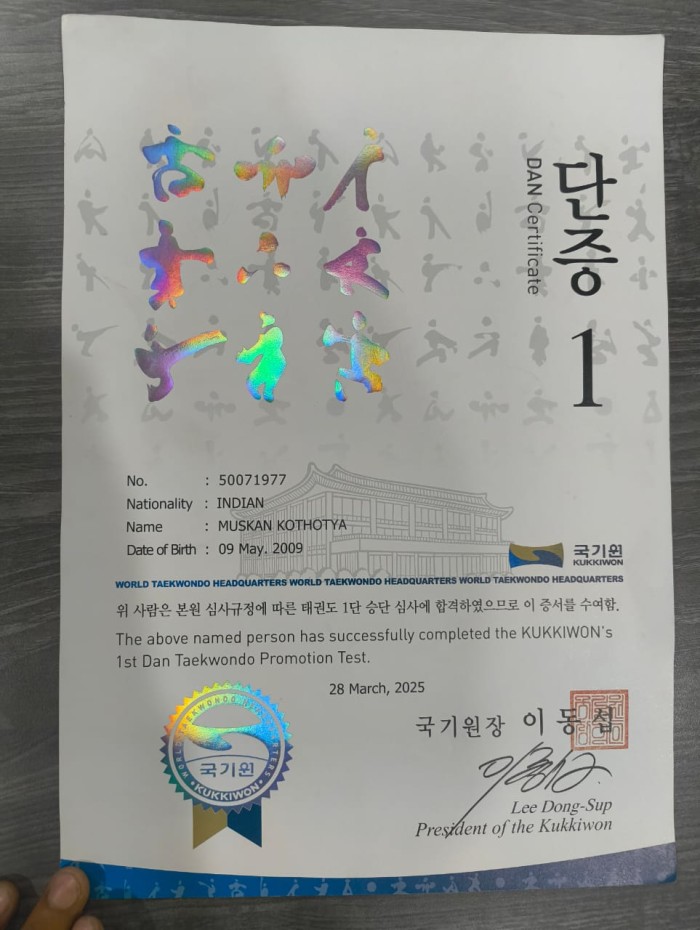 단증 1
DAN Certificate
No. : 50071977
Nationality : INDIAN
Name : MUSKAN KOTHOTYA
Date of Birth : 09 May. 2009
국기원
KUKKIWON
WORLD TAEKWONDO HEADQUARTERS WORLD TAEKWONDO HEADQUARTERS WORLD TAEKWONDO HEADQUARTERS
위 사람은 본원 심사규정에 따른 태권도 1단 승단 심사에 합격하였으므로 이 증서를 수여함.
The above named person has successfully completed the KUKKIWON's
1st Dan Taekwondo Promotion Test.
28 March, 2025
국기원장 이동섭
Lee Dong-Sup
President of the Kukkiwon
WORLD TAEKWONDO HEADQUARTERS
국기원
KUKKIWON